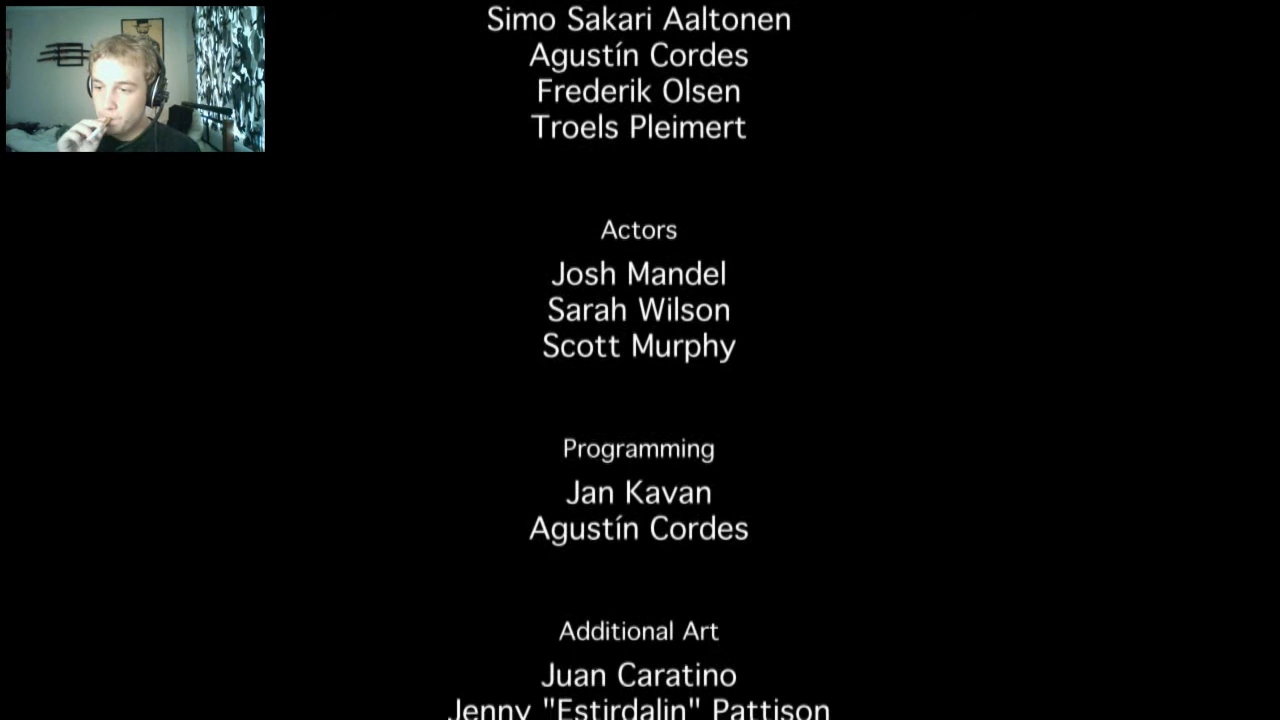 Simo Sakari Aaltonen
Agustín Cordes
Frederik Olsen
Troels Pleimert
Actors
Josh Mandel
Sarah Wilson
Scott Murphy
Programming
Jan Kavan
Agustín Cordes
Additional Art
Juan Caratino
Jenny "Estirdalin" Pattison